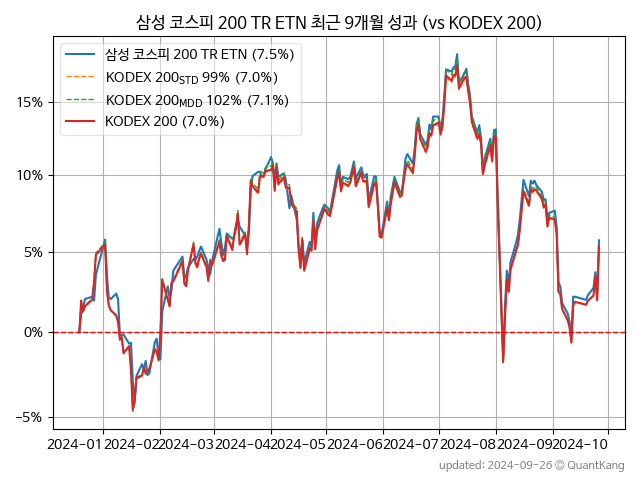 삼성 코스피 200 TR ETN 최근 9개월 성과 (vs KODEX 200)
삼성 코스피 200 TR ETN (7.5%)
KODEX 200STD 99% (7.0%)
KODEX 200MDD 102% (7.1%)
KODEX 200 (7.0%)
15%
10%
5%
0%
−5%
2024-01
2024-02
2024-03
2024-04
2024-05
2024-06
2024-07
2024-08
2024-09
2024-10
updated: 2024-09-26 © QuantKang